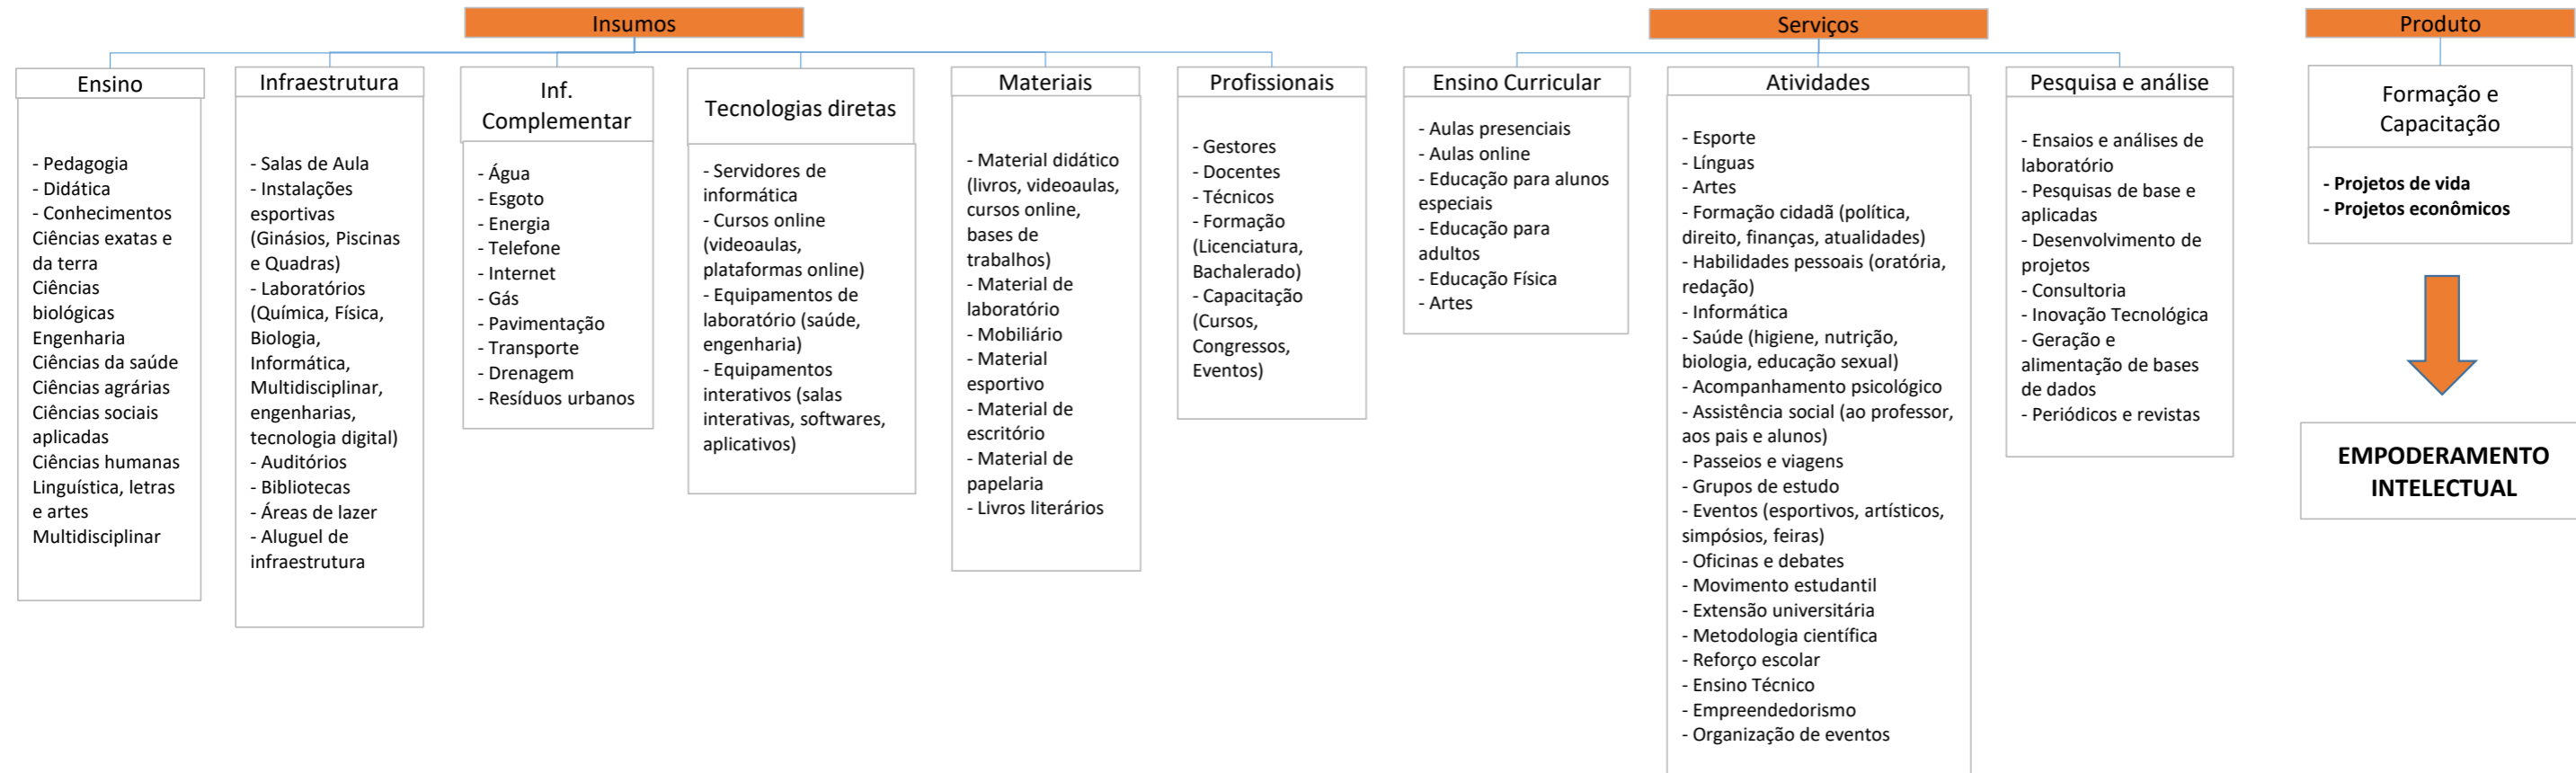 Insumos
Ensino
- Pedagogia
- Didática
- Conhecimentos
Ciências exatas e
da terra
Ciências
biológicas
Engenharia
Ciências da saúde
Ciências agrárias
Ciências sociais
aplicadas
Ciências humanas
Linguística, letras
e artes
Multidisciplinar
Infraestrutura
- Salas de Aula
- Instalações
esportivas
(Ginásios, Piscinas
e Quadras)
- Laboratórios
(Química, Física,
Biologia,
Informática,
Multidisciplinar,
engenharias,
tecnologia digital)
- Auditórios
- Bibliotecas
- Áreas de lazer
- Aluguel de
infraestrutura
Inf.
Complementar
- Água
- Esgoto
- Energia
- Telefone
- Internet
- Gás
- Pavimentação
- Transporte
- Drenagem
- Resíduos urbanos
Tecnologias diretas
- Servidores de
informática
- Cursos online
(videoaulas,
plataformas online)
- Equipamentos de
laboratório (saúde,
engenharia)
- Equipamentos
interativos (salas
interativas, softwares,
aplicativos)
Materiais
- Material didático
(livros, videoaulas,
cursos online,
bases de
trabalhos)
- Material de
laboratório
- Mobiliário
- Material
esportivo
- Material de
escritório
- Material de
papelaria
- Livros literários
Profissionais
- Gestores
- Docentes
- Técnicos
- Formação
(Licenciatura,
Bachalerado)
- Capacitação
(Cursos,
Congressos,
Eventos)
Serviços
Ensino Curricular
- Aulas presenciais
- Aulas online
- Educação para alunos
especiais
- Educação para
adultos
- Educação Física
- Artes
Atividades
- Esporte
- Línguas
- Artes
- Formação cidadã (política,
direito, finanças, atualidades)
- Habilidades pessoais (oratória,
redação)
- Informática
- Saúde (higiene, nutrição,
biologia, educação sexual)
- Acompanhamento psicológico
- Assistência social (ao professor,
aos pais e alunos)
- Passeios e viagens
- Grupos de estudo
- Eventos (esportivos, artísticos,
simpósios, feiras)
- Oficinas e debates
- Movimento estudantil
- Extensão universitária
- Metodologia científica
- Reforço escolar
- Ensino Técnico
- Empreendedorismo
- Organização de eventos
Pesquisa e análise
- Ensaios e análises de
laboratório
- Pesquisas de base e
aplicadas
- Desenvolvimento de
projetos
- Consultoria
- Inovação Tecnológica
- Geração e
alimentação de bases
de dados
- Periódicos e revistas
Produto
Formação e
Capacitação
- Projetos de vida
- Projetos econômicos
EMPODERAMENTO
INTELECTUAL